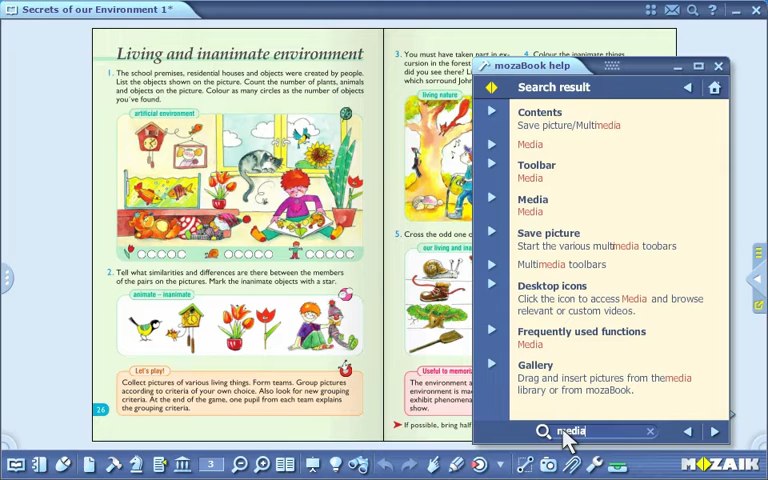 Secrets of our Environment 1*
Living and inanimate environment
1. The school premises, residential houses and objects were created by people.
List the objects shown on the picture. Count the number of plants, animals
and objects on the picture. Colour as many circles as the number of objects
you've found.
artificial environment
2. Tell what similarities and differences are there between the members
of the pairs on the pictures. Mark the inanimate objects with a star.
animate – inanimate
Let's play!
Collect pictures of various living things. Form teams. Group pictures
according to criteria of your own choice. Also look for new grouping
criteria. At the end of the game, one pupil from each team explains
the grouping criteria.
26
3. You must have taken part in ex-
cursion in the forest
did you see there? Li
which sorround John
living nature
4. Colour the inanimate things
5. Cross the odd one o
our living and ina
Useful to memoriz
The environment a
environment is ma
exhibit phenomena
show.
If possible, bring half
mozaBook help
Search result
Contents
Save picture/Multimedia
Media
Toolbar
Media
Media
Media
Save picture
Start the various multimedia toobars
Multimedia toolbars
Desktop icons
Click the icon to access Media and browse
relevant or custom videos.
Frequently used functions
Media
Gallery
Drag and insert pictures from themedia
library or from mozaBook.
media
3
MOZAIK